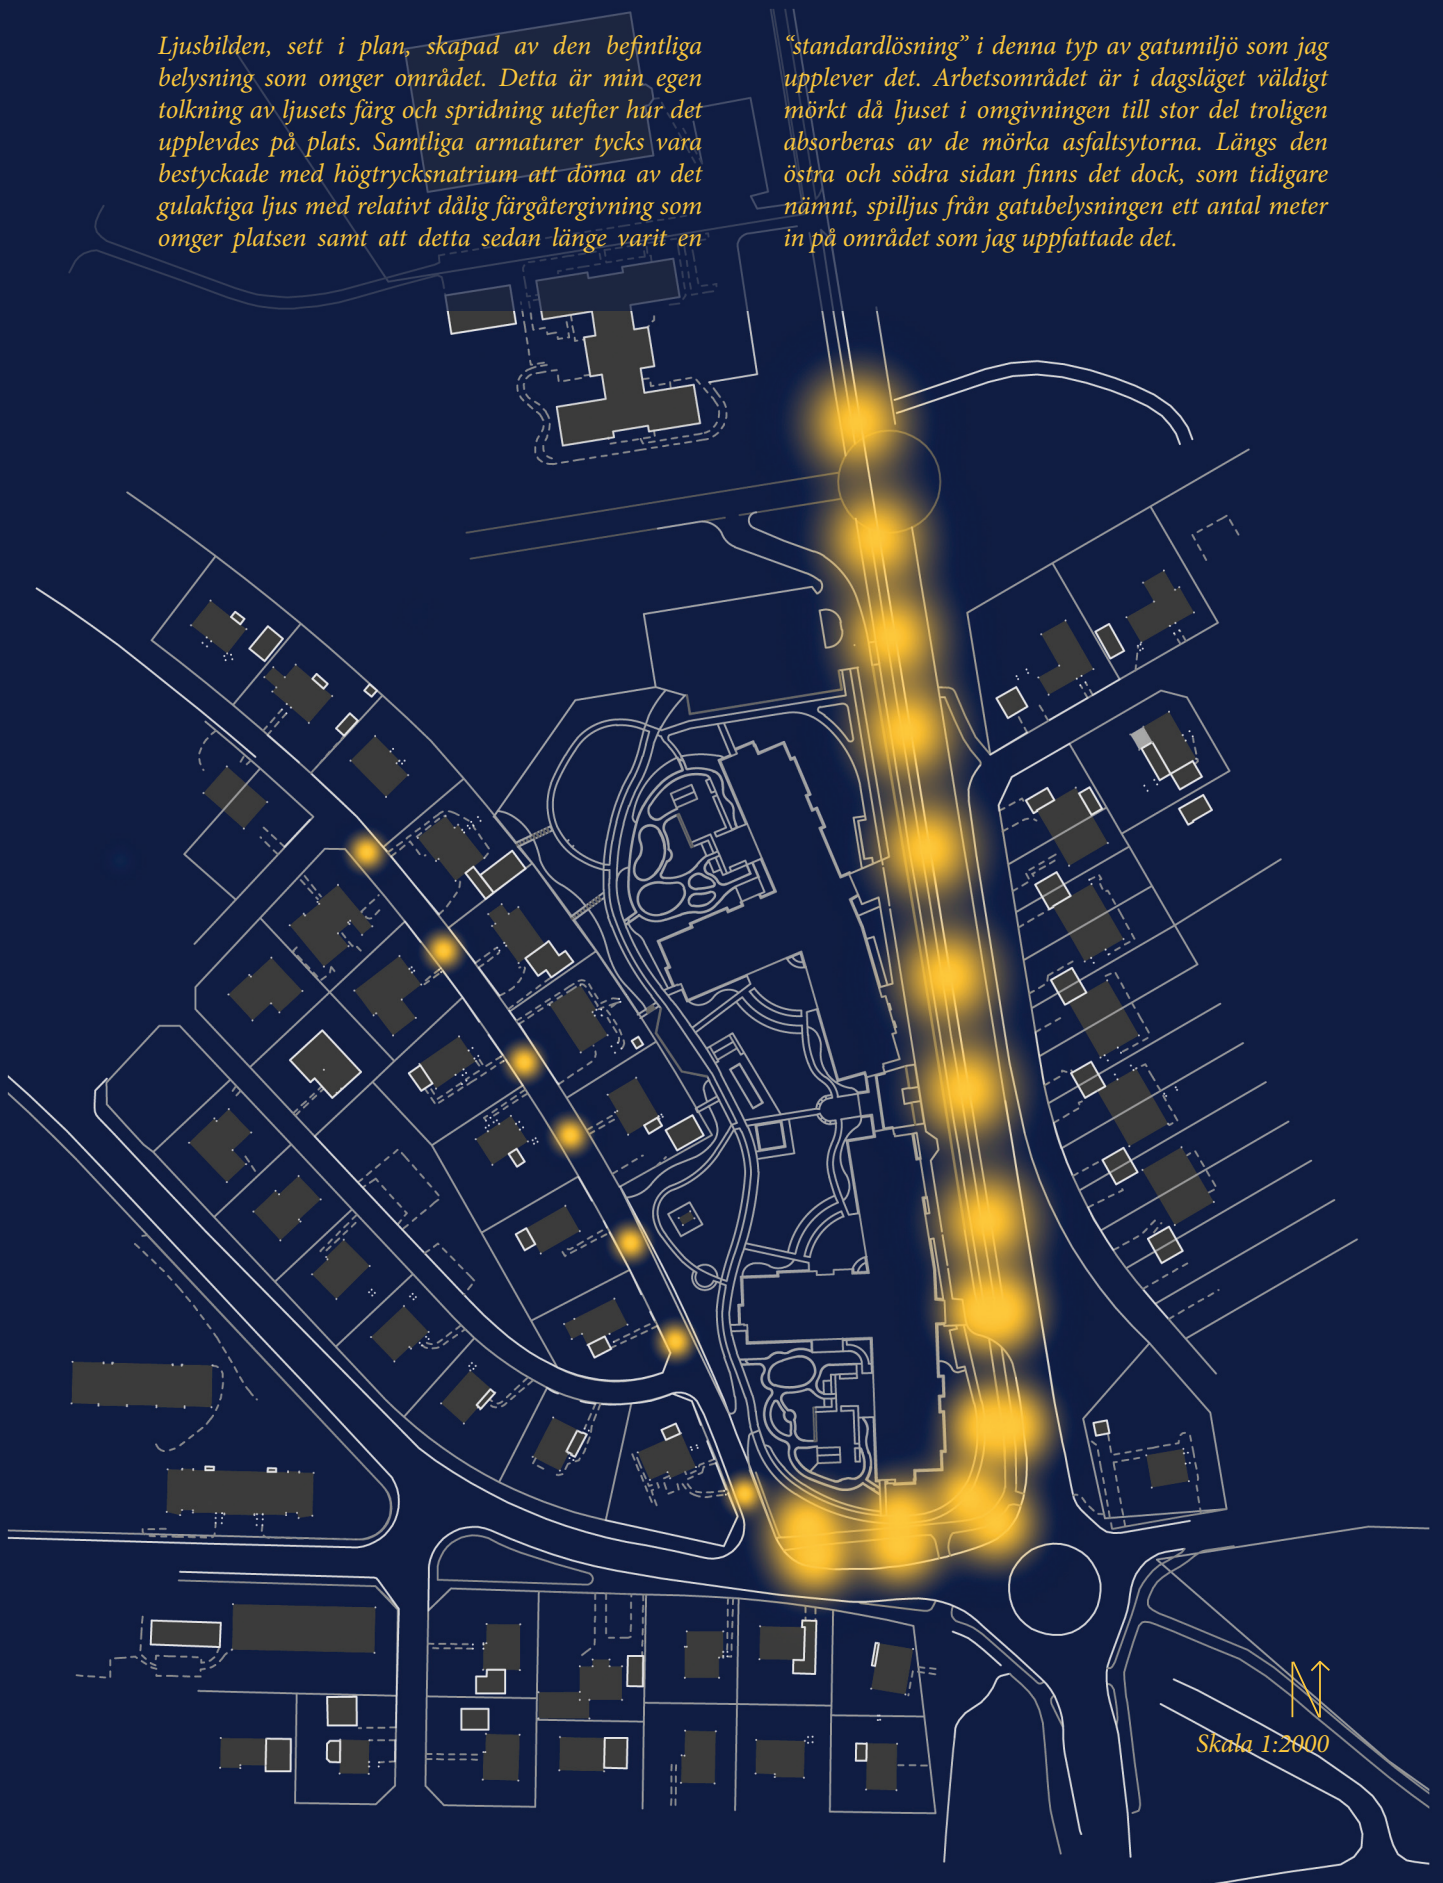 Ljusbilden, sett i plan, skapad av den befintliga
belysning som omger området. Detta är min egen
tolkning av ljusets färg och spridning utefter hur det
upplevdes på plats. Samtliga armaturer tycks vara
bestyckade med högtrycksnatrium att döma av det
gulaktiga ljus med relativt dålig färgåtergivning som
omger platsen samt att detta sedan länge varit en
“standardlösning” i denna typ av gatumiljö som jag
upplever det. Arbetsområdet är i dagsläget väldigt
mörkt då ljuset i omgivningen till stor del troligen
absorberas av de mörka asfaltsytorna. Längs den
östra och södra sidan finns det dock, som tidigare
nämnt, spilljus från gatubelysningen ett antal meter
in på området som jag uppfattade det.
N
Skala 1:2000